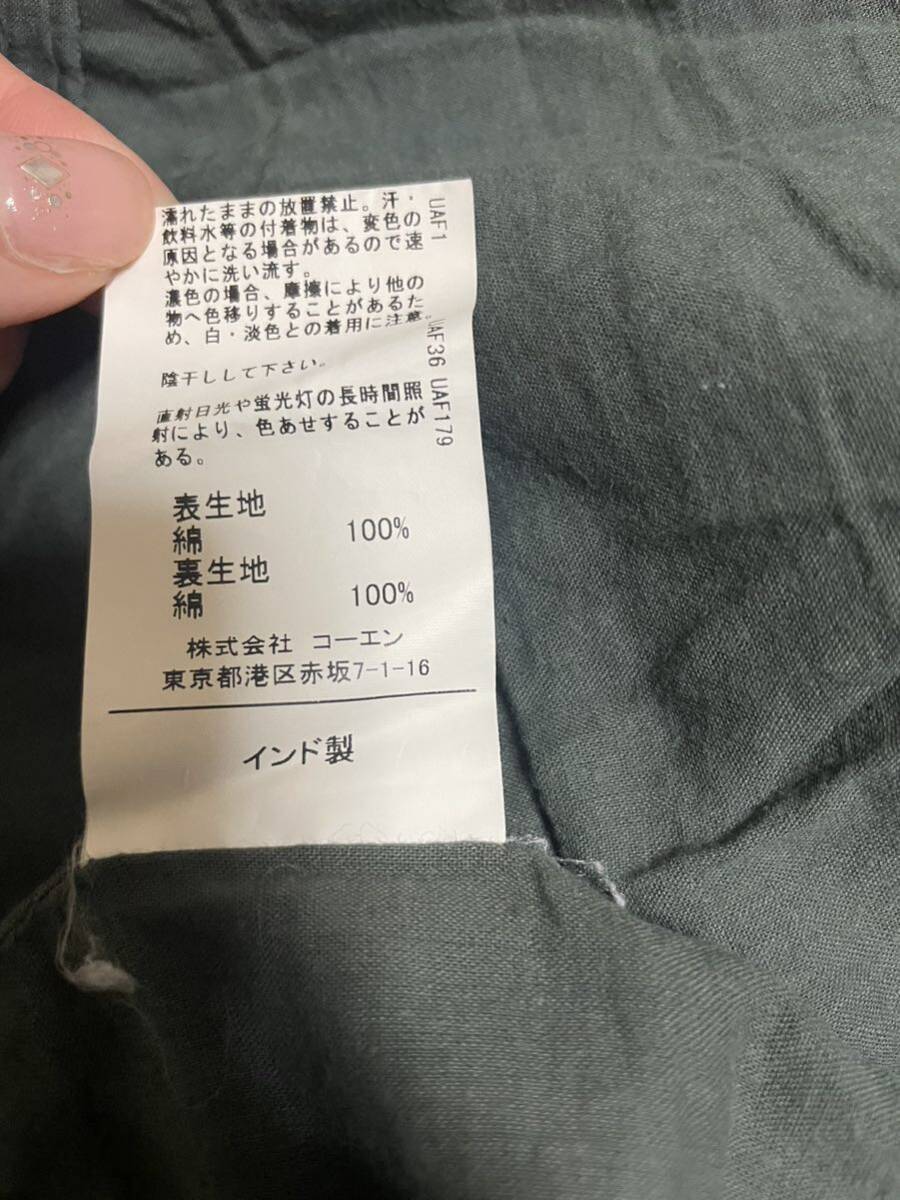 濡れたままの放置禁止。汗・
飲料水等の付着物は、変色の
原因となる場合があるので速
やかに洗い流す。
濃色の場合、摩擦により他の
物へ色移りすることがあるた
め、白・淡色との着用に注意。
陰干しして下さい。
直射日光や蛍光灯の長時間照
射により、色あせすることが
ある。
UAF1
UAF36 UAF179
表生地
綿 100%
裏生地
綿 100%
株式会社 コーエン
東京都港区赤坂7-1-16
インド製